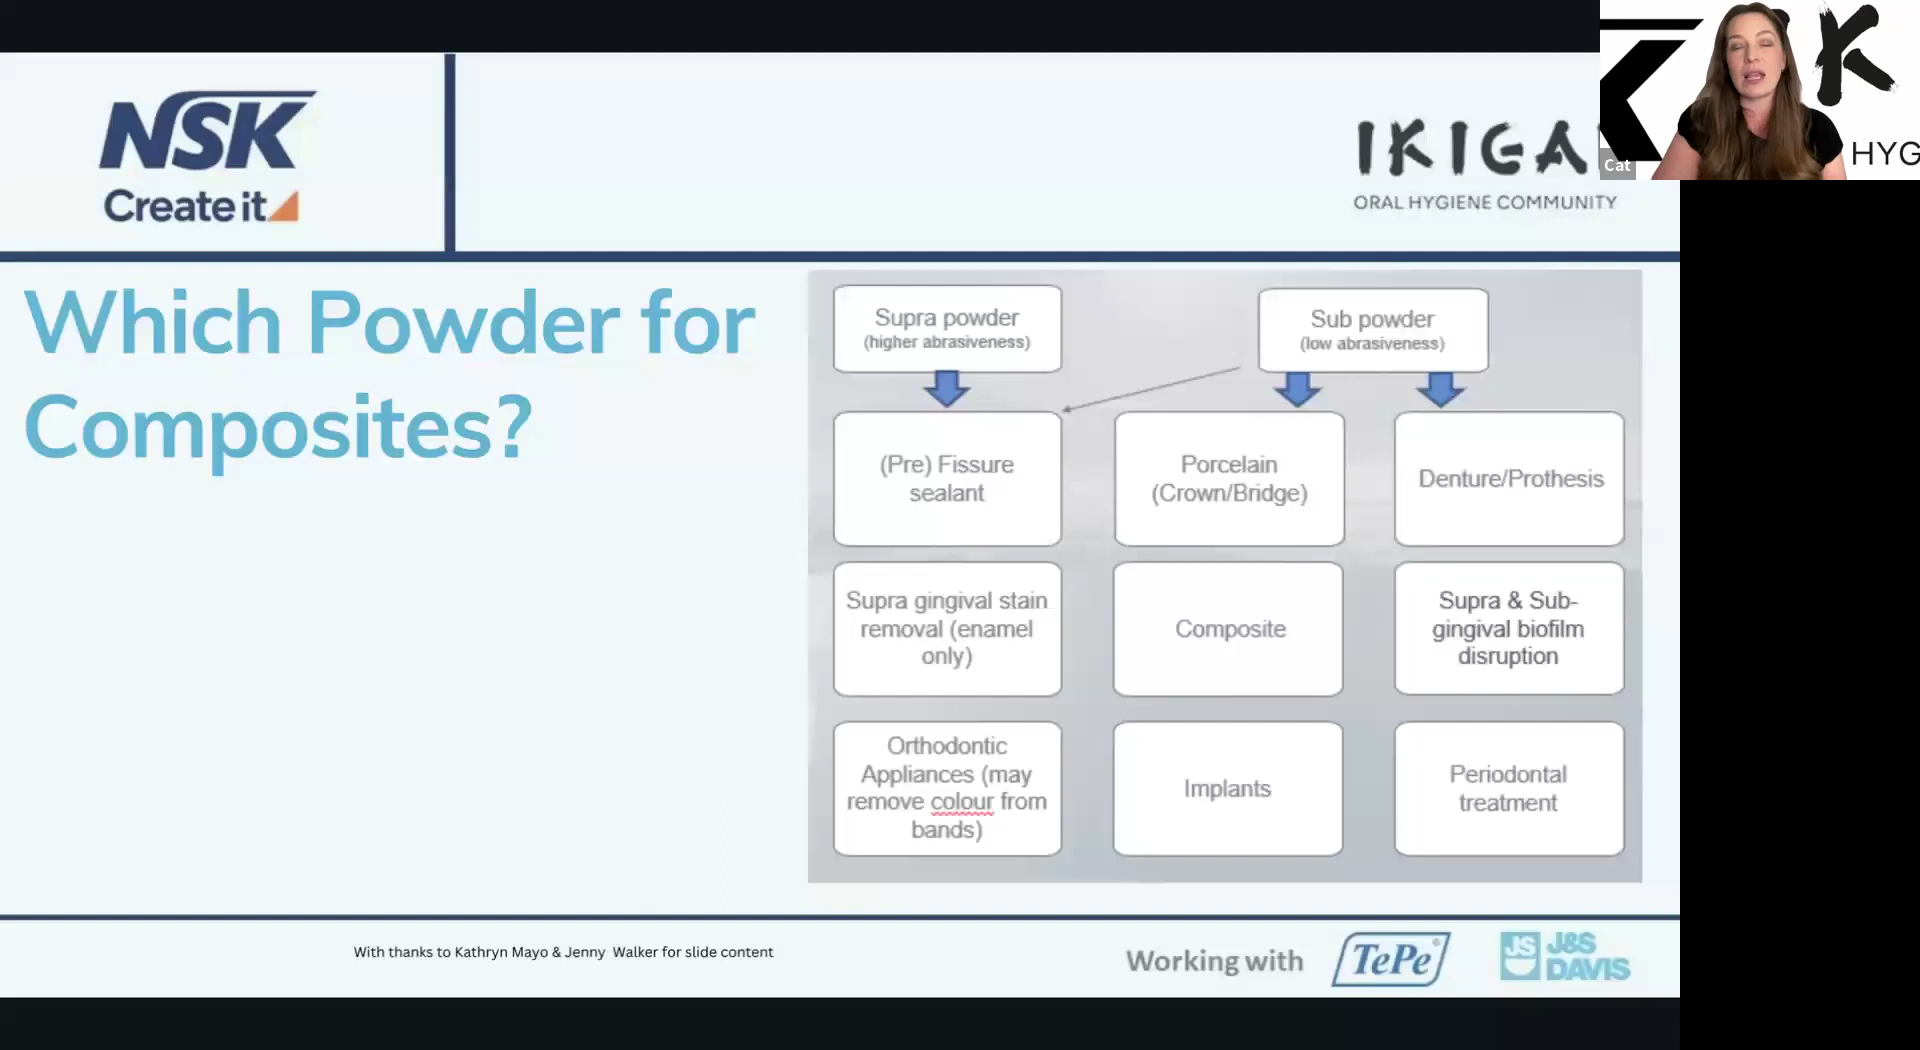 NSK
Create it
IKIGA
ORAL HYGIENE COMMUNITY
K
HYG
Cat
Which Powder for
Composites?
Supra powder
(higher abrasiveness)
Sub powder
(low abrasiveness)
(Pre) Fissure
sealant
Porcelain
(Crown/Bridge)
Denture/Prothesis
Supra gingival stain
removal (enamel
only)
Composite
Supra & Sub-
gingival biofilm
disruption
Orthodontic
Appliances (may
remove colour from
bands)
Implants
Periodontal
treatment
With thanks to Kathryn Mayo & Jenny Walker for slide content
Working with
TePe®
JS
J&S
DAVIS